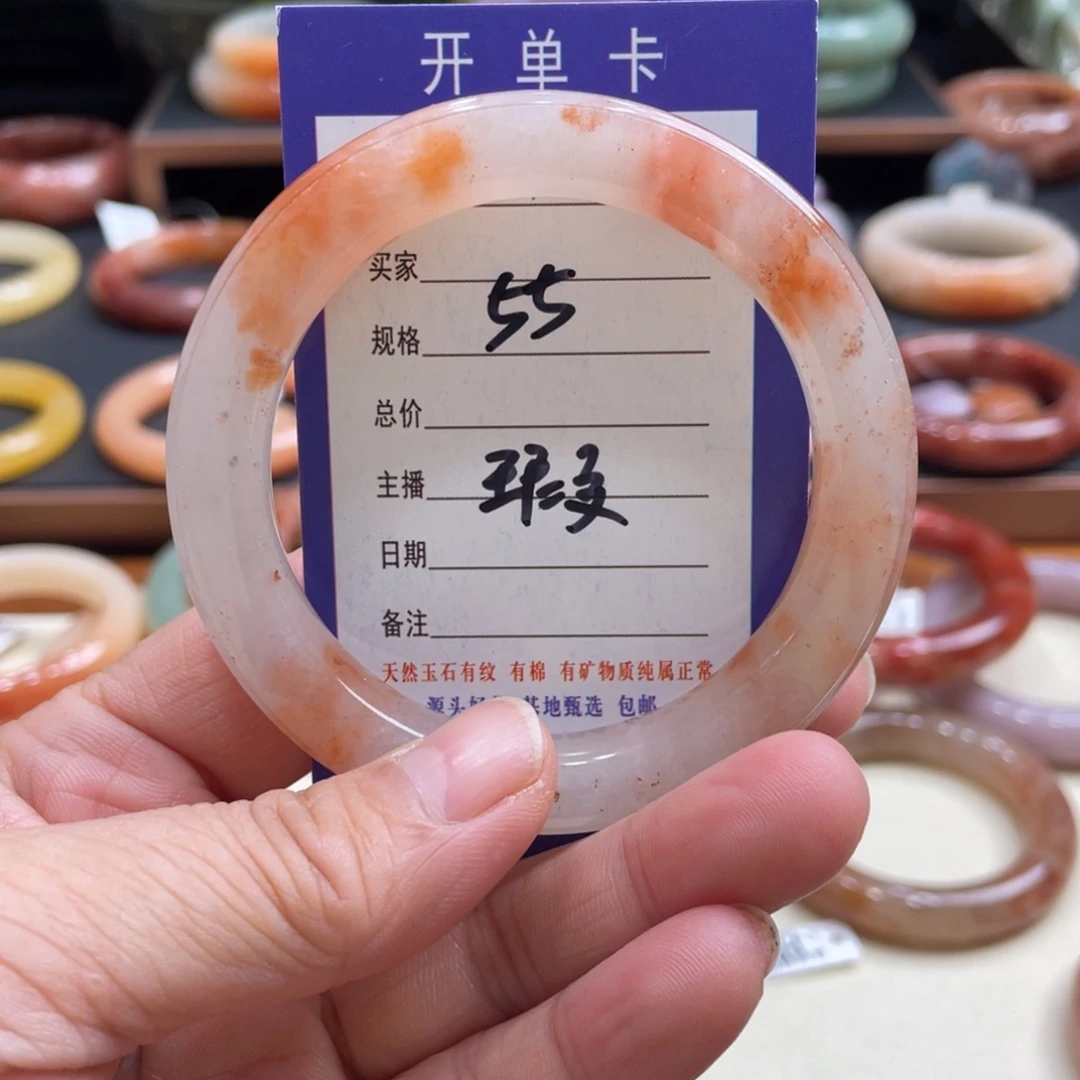 开单卡
买家
55
规格
总价
瑕
主播
日期
备注
天然玉石有纹 有棉 有矿物质纯属正常
源头 基地甄选 包邮